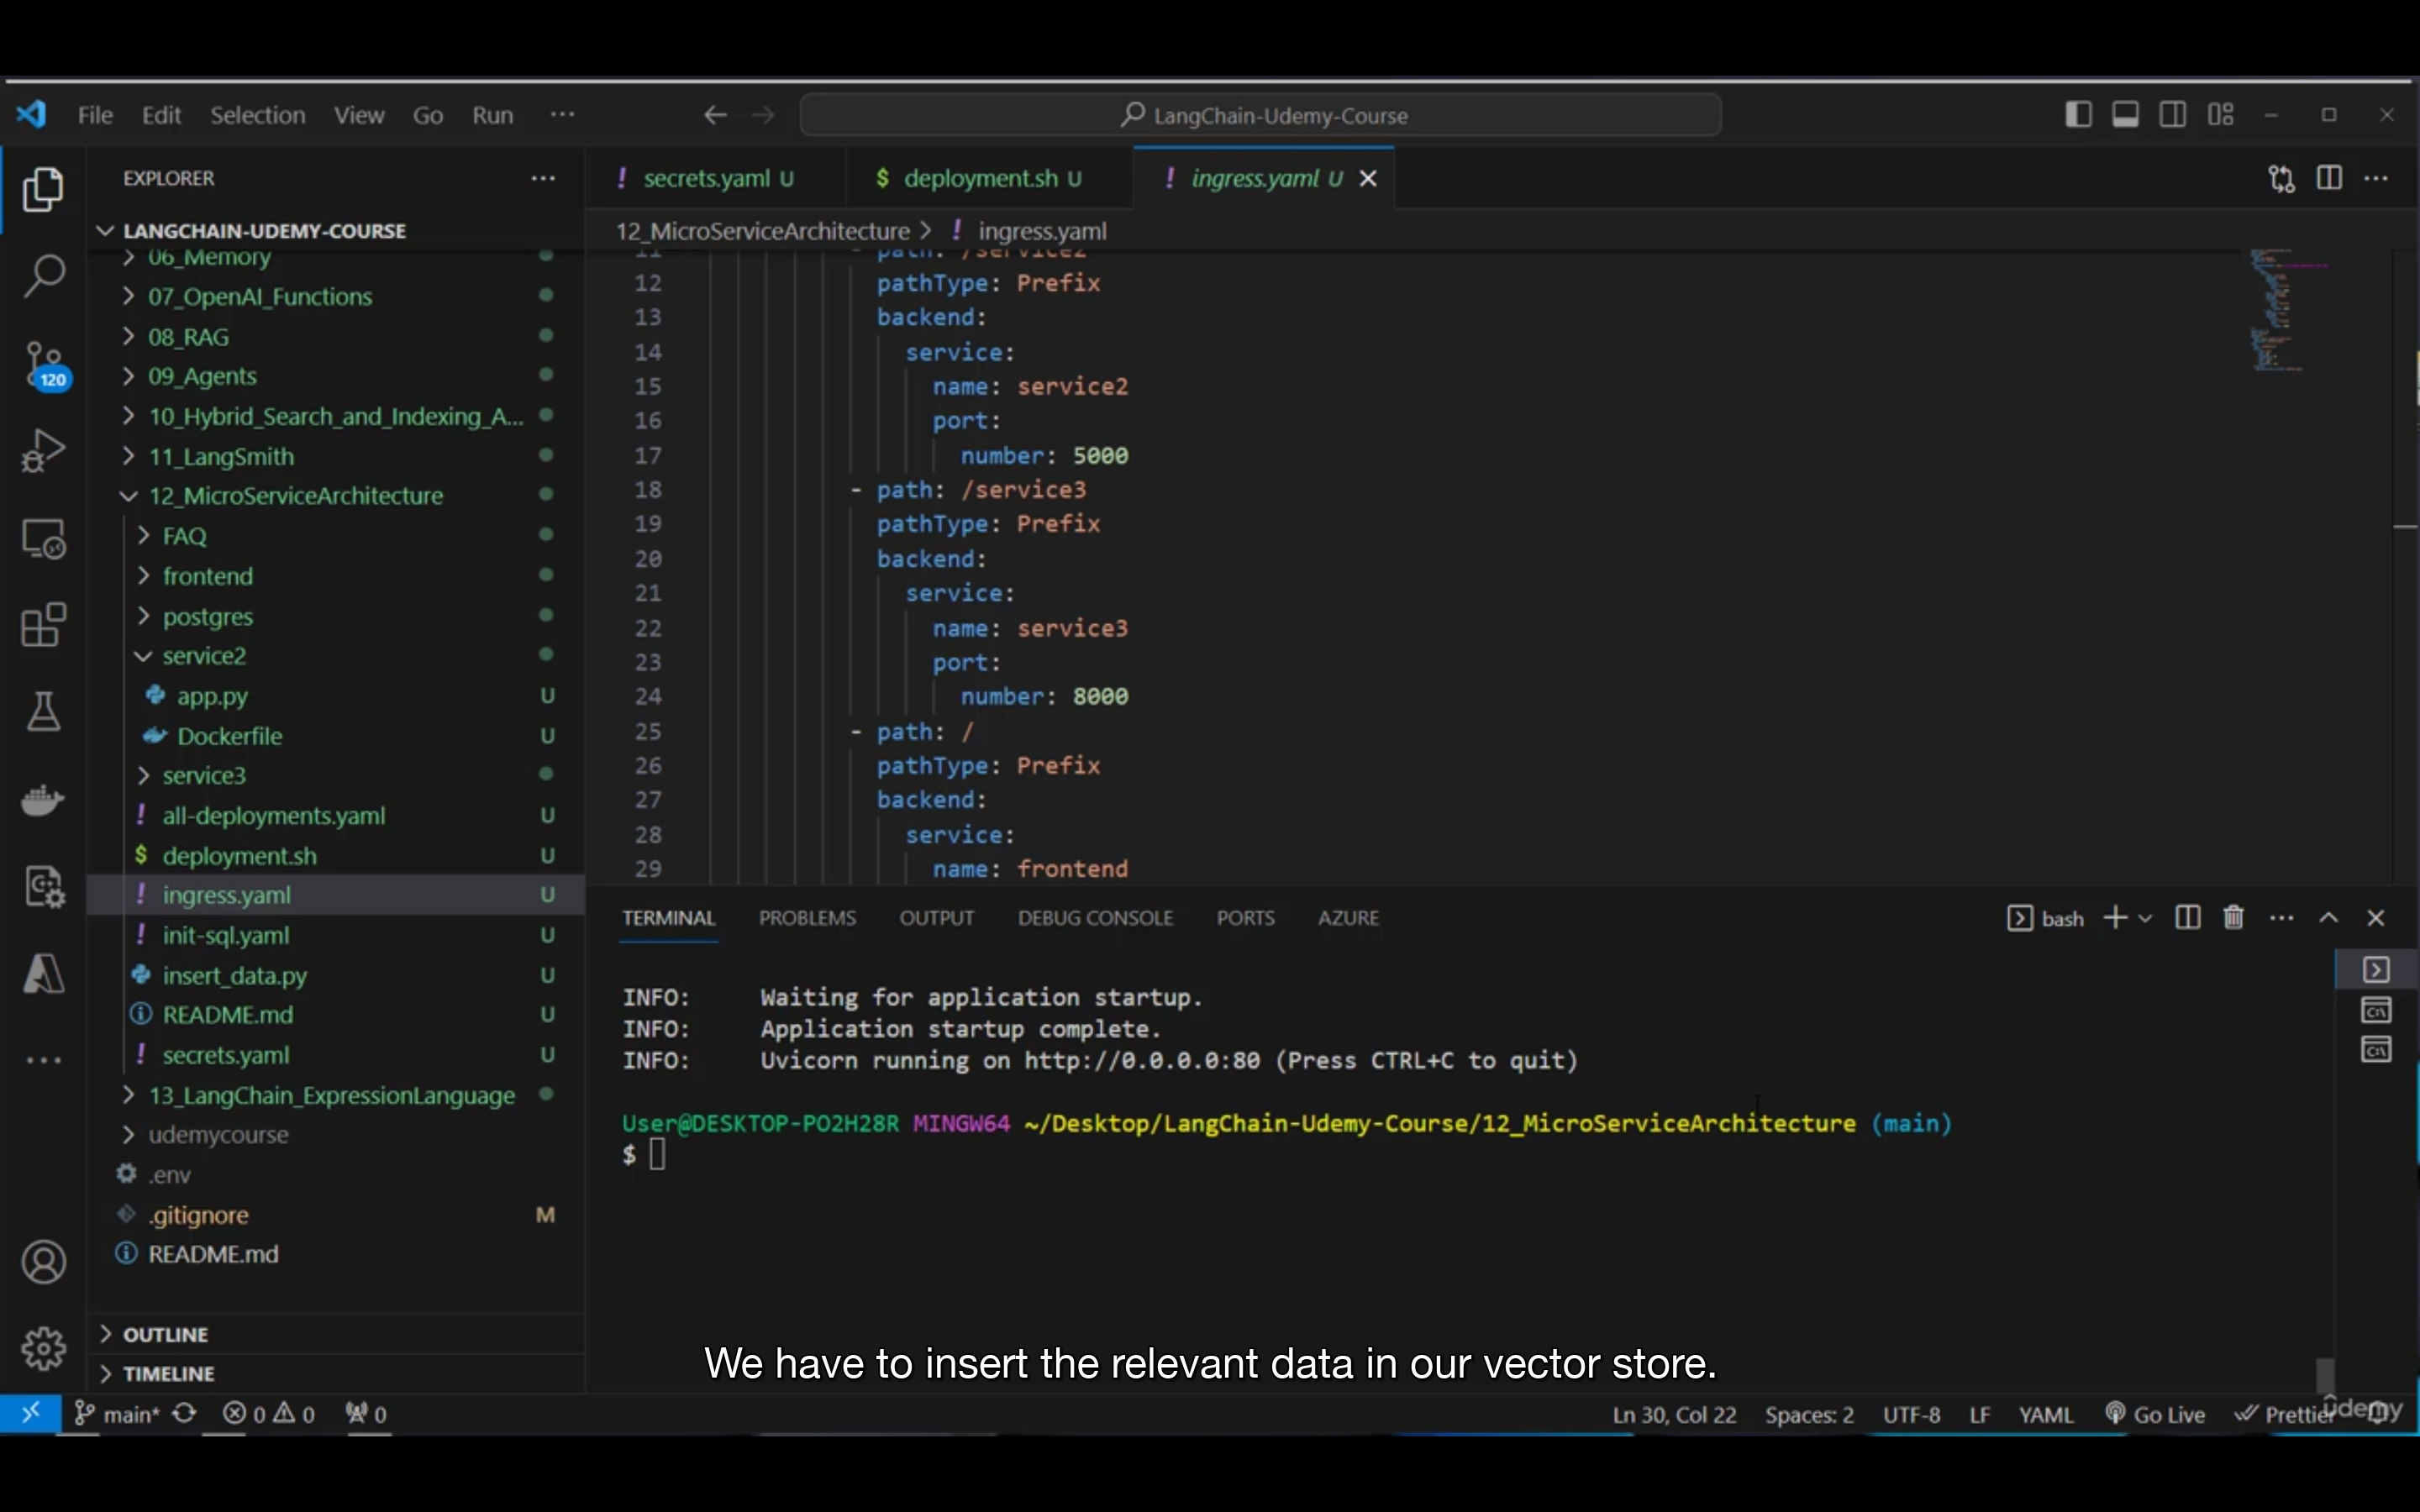 File Edit Selection View Go Run ... LangChain-Udemy-Course
EXPLORER ...
LANGCHAIN-UDEMY-COURSE
06_Memory
07_OpenAI_Functions
08_RAG
09_Agents
10_Hybrid_Search_and_Indexing_A...
11_LangSmith
12_MicroServiceArchitecture
FAQ
frontend
postgres
service2
app.py U
Dockerfile U
service3
! all-deployments.yaml U
$ deployment.sh U
! ingress.yaml U
! init-sql.yaml U
insert_data.py U
README.md U
! secrets.yaml U
13_LangChain_ExpressionLanguage
udemycourse
.env
.gitignore M
README.md
OUTLINE
TIMELINE
120
! secrets.yaml U $ deployment.sh U ! ingress.yaml U
12_MicroServiceArchitecture > ! ingress.yaml
11 - path: /service2
12 pathType: Prefix
13 backend:
14 service:
15 name: service2
16 port:
17 number: 5000
18 - path: /service3
19 pathType: Prefix
20 backend:
21 service:
22 name: service3
23 port:
24 number: 8000
25 - path: /
26 pathType: Prefix
27 backend:
28 service:
29 name: frontend
TERMINAL PROBLEMS OUTPUT DEBUG CONSOLE PORTS AZURE bash
INFO: Waiting for application startup.
INFO: Application startup complete.
INFO: Uvicorn running on http://0.0.0.0:80 (Press CTRL+C to quit)
User@DESKTOP-PO2H28R MINGW64 ~/Desktop/LangChain-Udemy-Course/12_MicroServiceArchitecture (main)
$
We have to insert the relevant data in our vector store.
main* 0 0 0 Ln 30, Col 22 Spaces: 2 UTF-8 LF YAML Go Live Prettier
udemy